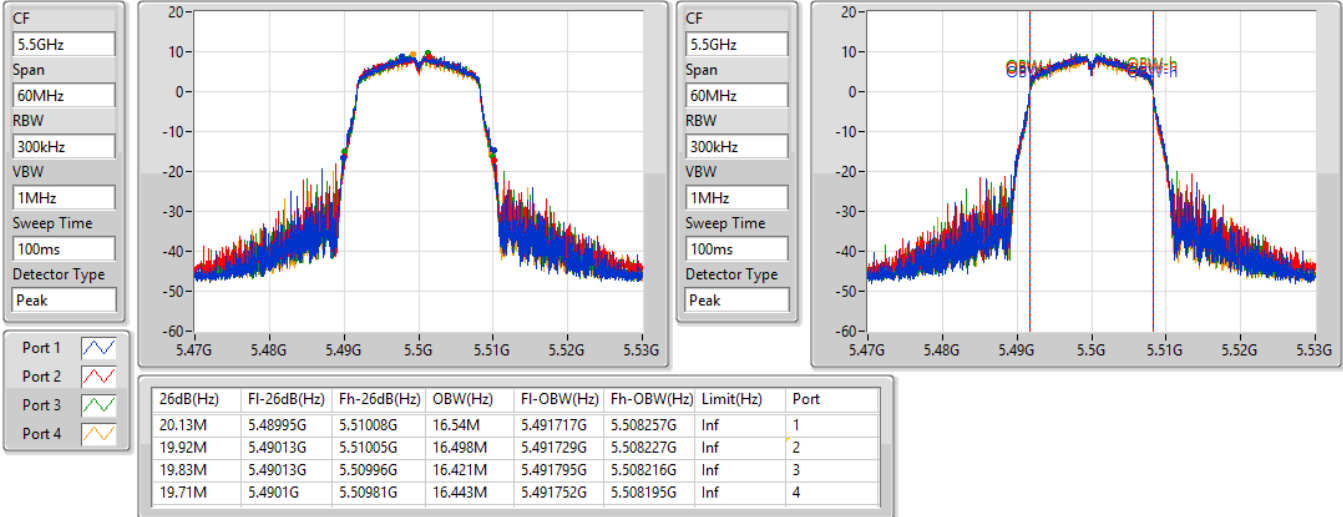 CF
5.5GHz
Span
60MHz
RBW
300kHz
VBW
1MHz
Sweep Time
100ms
Detector Type
Peak
20
10
0
-10
-20
-30
-40
-50
-60
5.47G 5.48G 5.49G 5.5G 5.51G 5.52G 5.53G
CF
5.5GHz
Span
60MHz
RBW
300kHz
VBW
1MHz
Sweep Time
100ms
Detector Type
Peak
20
10
0
-10
-20
-30
-40
-50
-60
OBW-h
5.47G 5.48G 5.49G 5.5G 5.51G 5.52G 5.53G
Port 1
Port 2
Port 3
Port 4
26dB(Hz) Fl-26dB(Hz) Fh-26dB(Hz) OBW(Hz) Fl-OBW(Hz) Fh-OBW(Hz) Limit(Hz) Port
20.13M 5.48995G 5.51008G 16.54M 5.491717G 5.508257G Inf 1
19.92M 5.49013G 5.51005G 16.498M 5.491729G 5.508227G Inf 2
19.83M 5.49013G 5.50996G 16.421M 5.491795G 5.508216G Inf 3
19.71M 5.4901G 5.50981G 16.443M 5.491752G 5.508195G Inf 4